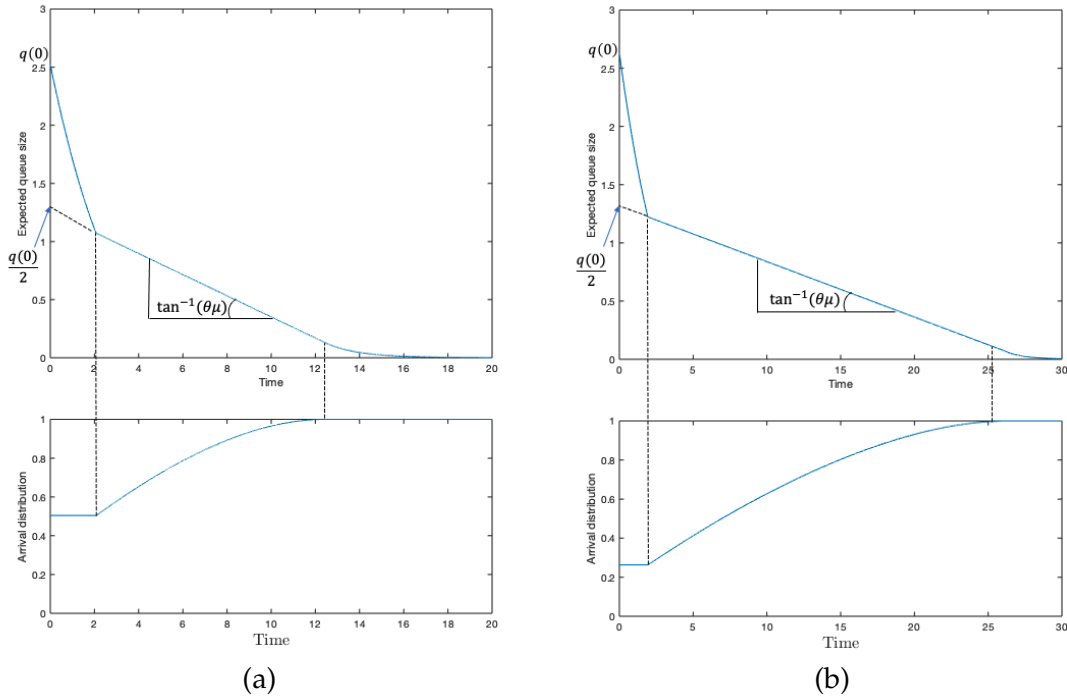 3
q(0)
2.5
2
1.5
1
0.5
0
Expected queue size
q(0)
2
tan⁻¹(θμ)
0 2 4 6 8 10 12 14 16 18 20
Time
1
0.8
0.6
0.4
0.2
0
Arrival distribution
0 2 4 6 8 10 12 14 16 18 20
Time
(a)
3
q(0)
2.5
2
1.5
1
0.5
0
Expected queue size
q(0)
2
tan⁻¹(θμ)
0 5 10 15 20 25 30
Time
1
0.8
0.6
0.4
0.2
0
Arrival distribution
0 5 10 15 20 25 30
Time
(b)